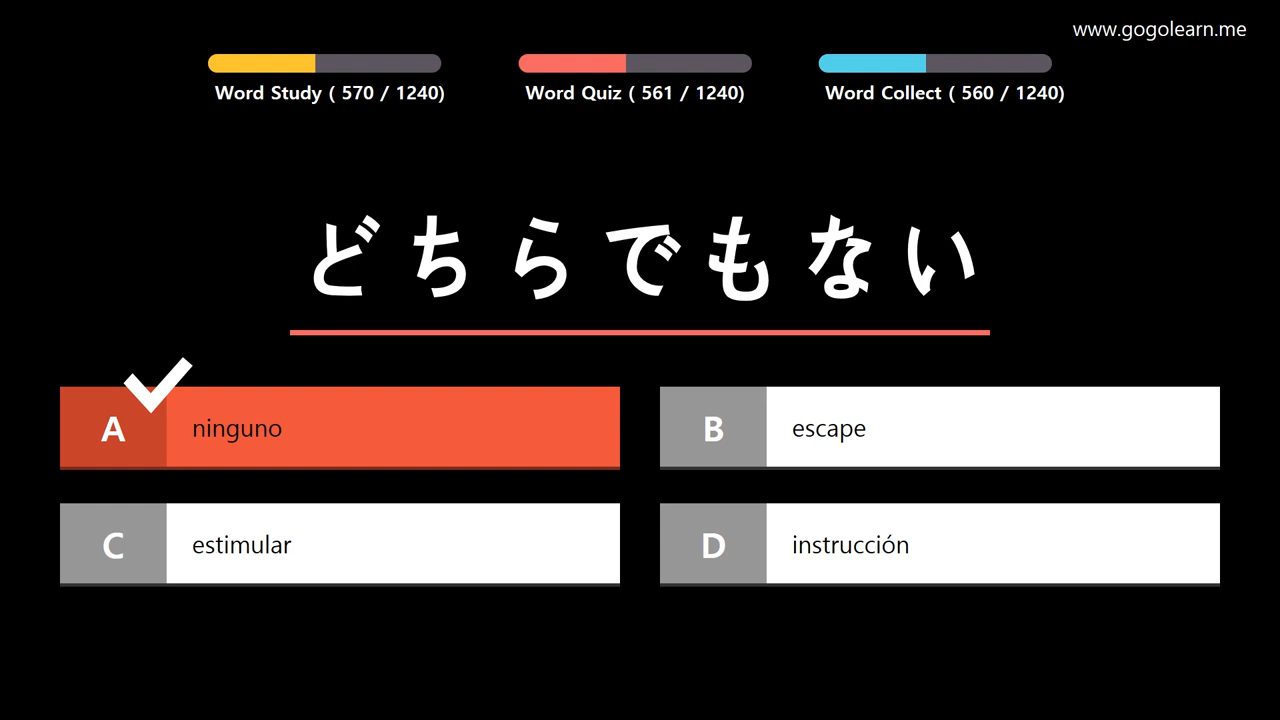 www.gogolearn.me
Word Study ( 570 / 1240)
Word Quiz ( 561 / 1240)
Word Collect ( 560 / 1240)
どちらでもない
A ninguno
B escape
C estimular
D instrucción